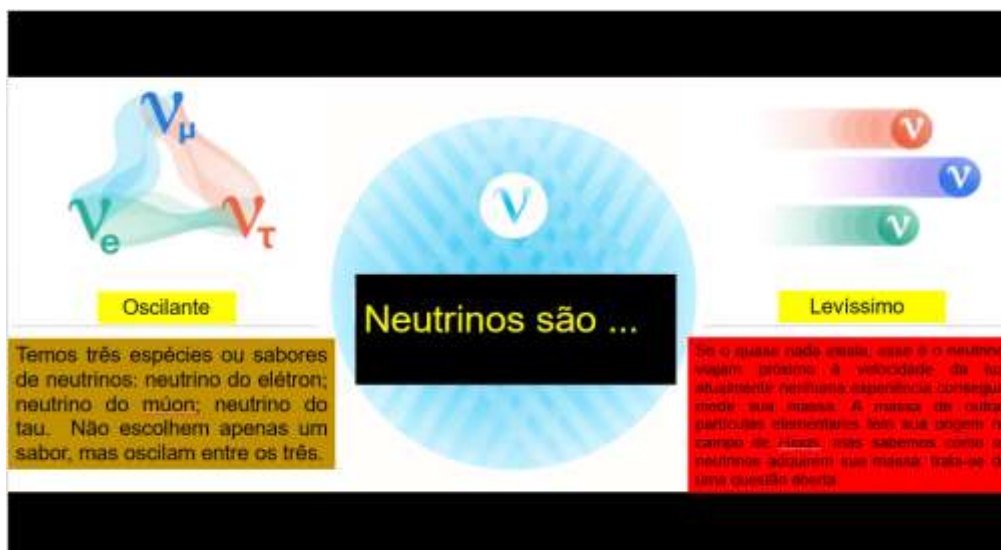 νμ
νe
ντ
Oscilante
Temos três espécies ou sabores
de neutrinos: neutrino do elétron;
neutrino do múon; neutrino do
tau. Não escolhem apenas um
sabor, mas oscilam entre os três.
ν
Neutrinos são ...
ν
ν
ν
Levíssimo
Se o quase nada existe, esse é o neutrino
viajam próximo à velocidade da luz
atualmente nenhuma experiência consegue
medir sua massa. A massa de outras
partículas elementares tem sua origem no
campo de Higgs, mas sabemos como os
neutrinos adquirem sua massa: trata-se de
uma questão aberta.